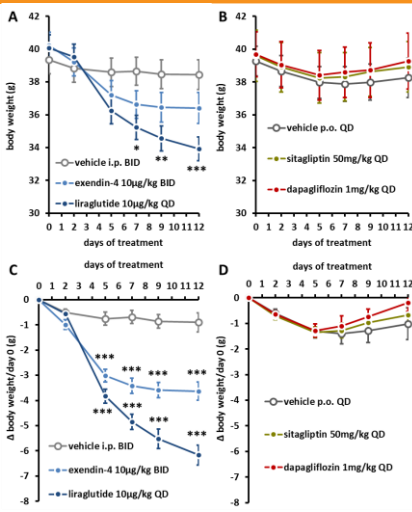 A
42
40
38
36
34
32
30
body weight (g)
vehicle i.p. BID
exendin-4 10µg/kg BID
liraglutide 10µg/kg QD
*
**
***
0 1 2 3 4 5 6 7 8 9 10 11 12
days of treatment
B
42
40
38
36
34
32
30
body weight (g)
vehicle p.o. QD
sitagliptin 50mg/kg QD
dapagliflozin 1mg/kg QD
0 1 2 3 4 5 6 7 8 9 10 11 12
days of treatment
C
days of treatment
0 1 2 3 4 5 6 7 8 9 10 11 12
0
-1
-2
-3
-4
-5
-6
-7
-8
Δ body weight/day 0 (g)
*** *** *** ***
*** *** *** ***
vehicle i.p. BID
exendin-4 10µg/kg BID
liraglutide 10µg/kg QD
D
days of treatment
0 1 2 3 4 5 6 7 8 9 10 11 12
0
-1
-2
-3
-4
-5
-6
-7
-8
Δ body weight/day 0 (g)
vehicle p.o. QD
sitagliptin 50mg/kg QD
dapagliflozin 1mg/kg QD